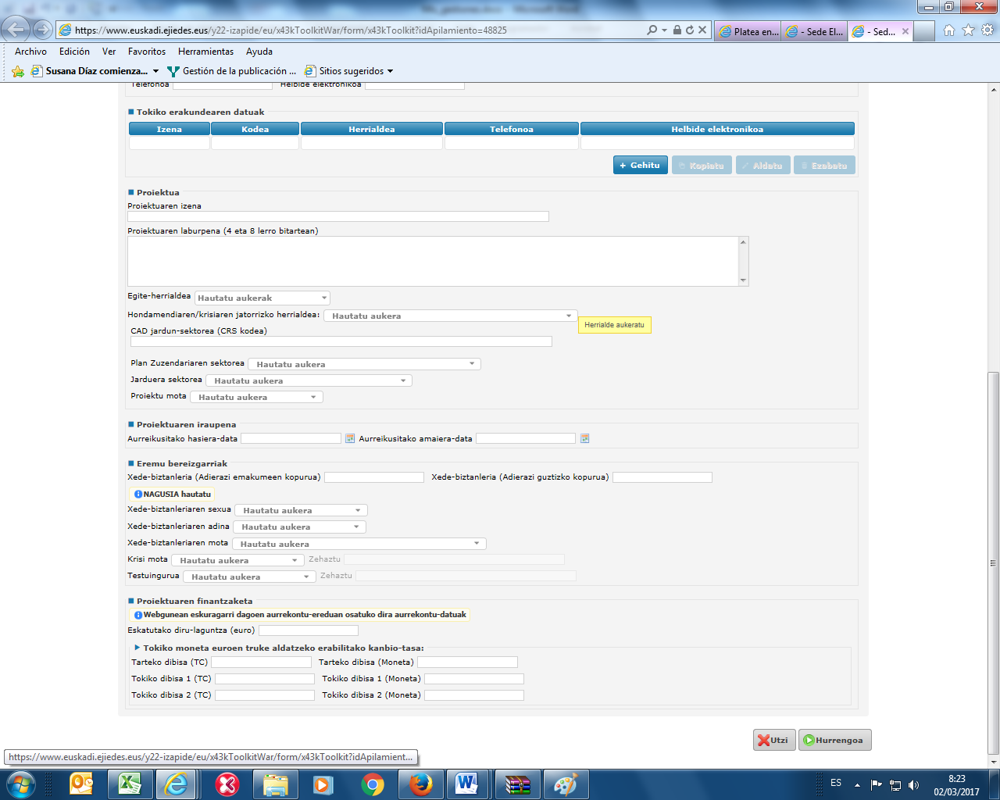 https://www.euskadi.ejiedes.eus/y22-izapide/eu/x43kToolkitWar/form/x43kToolkit?idApilamiento=48825
Platea en...
- Sede El...
- Sed...
Archivo Edición Ver Favoritos Herramientas Ayuda
Susana Díaz comienza... Gestión de la publicación ... Sitios sugeridos
Telefonoa Helbide elektronikoa
Tokiko erakundearen datuak
Izena Kodea Herrialdea Telefonoa Helbide elektronikoa
+ Gehitu Kopiatu Aldatu Ezabatu
Proiektua
Proiektuaren izena
Proiektuaren laburpena (4 eta 8 lerro bitartean)
Egite-herrialdea Hautatu aukerak
Hondamendiaren/krisiaren jatorrizko herrialdea: Hautatu aukera
Herrialde aukeratu
CAD jardun-sektorea (CRS kodea)
Plan Zuzendariaren sektorea Hautatu aukera
Jarduera sektorea Hautatu aukera
Proiektu mota Hautatu aukera
Proiektuaren iraupena
Aurreikusitako hasiera-data Aurreikusitako amaiera-data
Eremu bereizgarriak
Xede-biztanleria (Adierazi emakumeen kopurua) Xede-biztanleria (Adierazi guztizko kopurua)
NAGUSIA hautatu
Xede-biztanleriaren sexua Hautatu aukera
Xede-biztanleriaren adina Hautatu aukera
Xede-biztanleriaren mota Hautatu aukera
Krisi mota Hautatu aukera Zehaztu
Testuingurua Hautatu aukera Zehaztu
Proiektuaren finantzaketa
Webgunean eskuragarri dagoen aurrekontu-ereduan osatuko dira aurrekontu-datuak
Eskatutako diru-laguntza (euro)
Tokiko moneta euroen truke aldatzeko erabilitako kanbio-tasa:
Tarteko dibisa (TC) Tarteko dibisa (Moneta)
Tokiko dibisa 1 (TC) Tokiko dibisa 1 (Moneta)
Tokiko dibisa 2 (TC) Tokiko dibisa 2 (Moneta)
Utzi Hurrengoa
https://www.euskadi.ejiedes.eus/y22-izapide/eu/x43kToolkitWar/form/x43kToolkit?idApilamient...
ES
8:23
02/03/2017